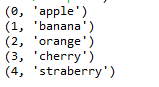 (0, 'apple')
(1, 'banana')
(2, 'orange')
(3, 'cherry')
(4, 'straberry')